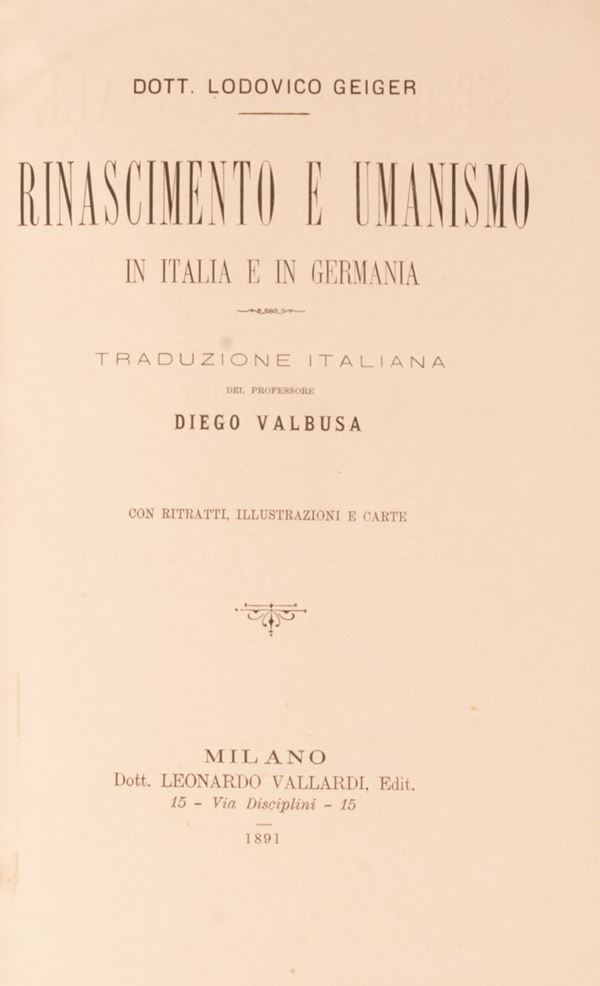 DOTT. LODOVICO GEIGER
RINASCIMENTO E UMANISMO
IN ITALIA E IN GERMANIA
TRADUZIONE ITALIANA
DEL PROFESSORE
DIEGO VALBUSA
CON RITRATTI, ILLUSTRAZIONI E CARTE
MILANO
Dott. LEONARDO VALLARDI, Edit.
15 - Via Disciplini - 15
1891